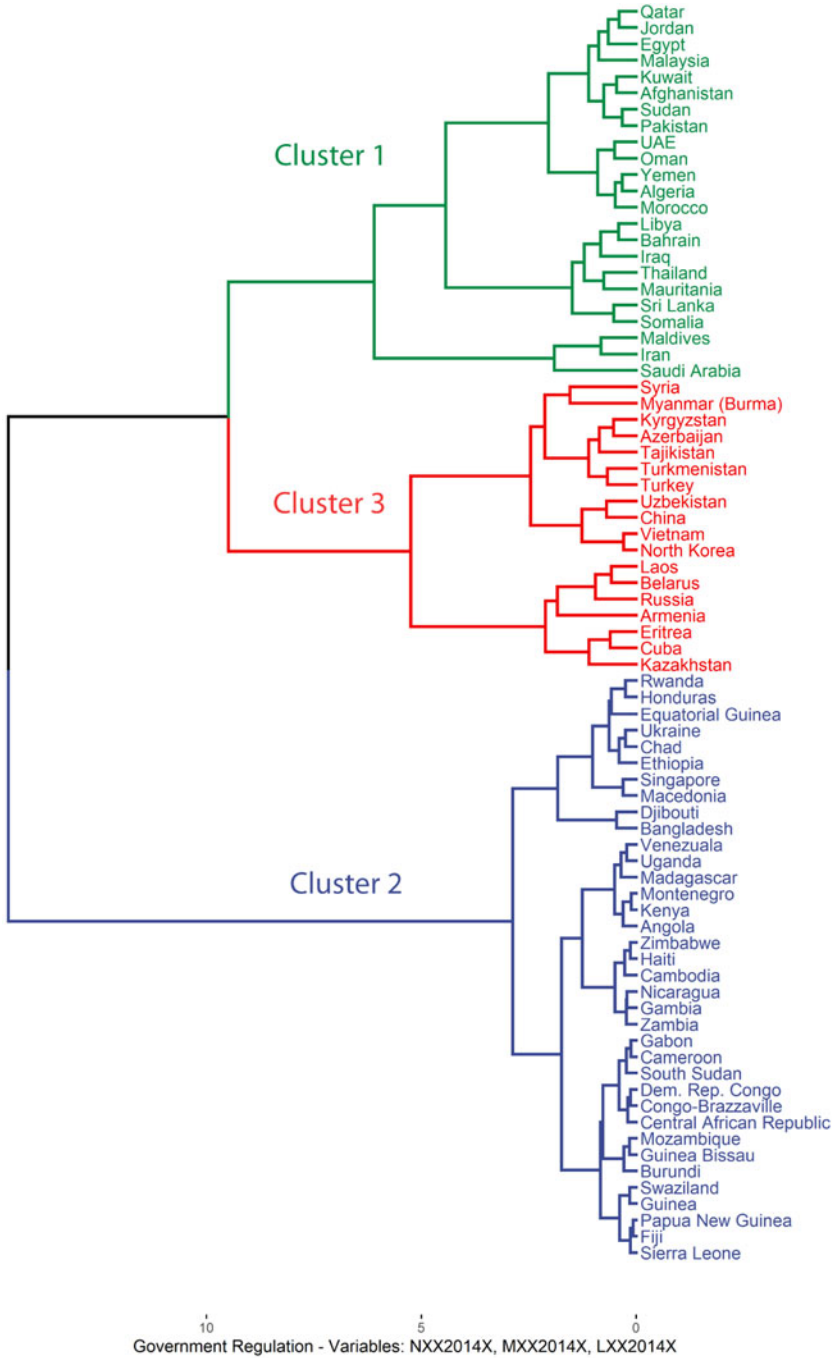 Qatar
Jordan
Egypt
Malaysia
Kuwait
Afghanistan
Sudan
Pakistan
UAE
Cluster 1
Oman
Yemen
Algeria
Morocco
Libya
Bahrain
Iraq
Thailand
Mauritania
Sri Lanka
Somalia
Maldives
Iran
Saudi Arabia
Syria
Myanmar (Burma)
Kyrgyzstan
Azerbaijan
Tajikistan
Turkmenistan
Turkey
Cluster 3
Uzbekistan
China
Vietnam
North Korea
Laos
Belarus
Russia
Armenia
Eritrea
Cuba
Kazakhstan
Rwanda
Honduras
Equatorial Guinea
Ukraine
Chad
Ethiopia
Singapore
Macedonia
Djibouti
Bangladesh
Venezuala
Uganda
Madagascar
Cluster 2
Montenegro
Kenya
Angola
Zimbabwe
Haiti
Cambodia
Nicaragua
Gambia
Zambia
Gabon
Cameroon
South Sudan
Dem. Rep. Congo
Congo-Brazzaville
Central African Republic
Mozambique
Guinea Bissau
Burundi
Swaziland
Guinea
Papua New Guinea
Fiji
Sierra Leone
10 5 0
Government Regulation - Variables: NXX2014X, MXX2014X, LXX2014X